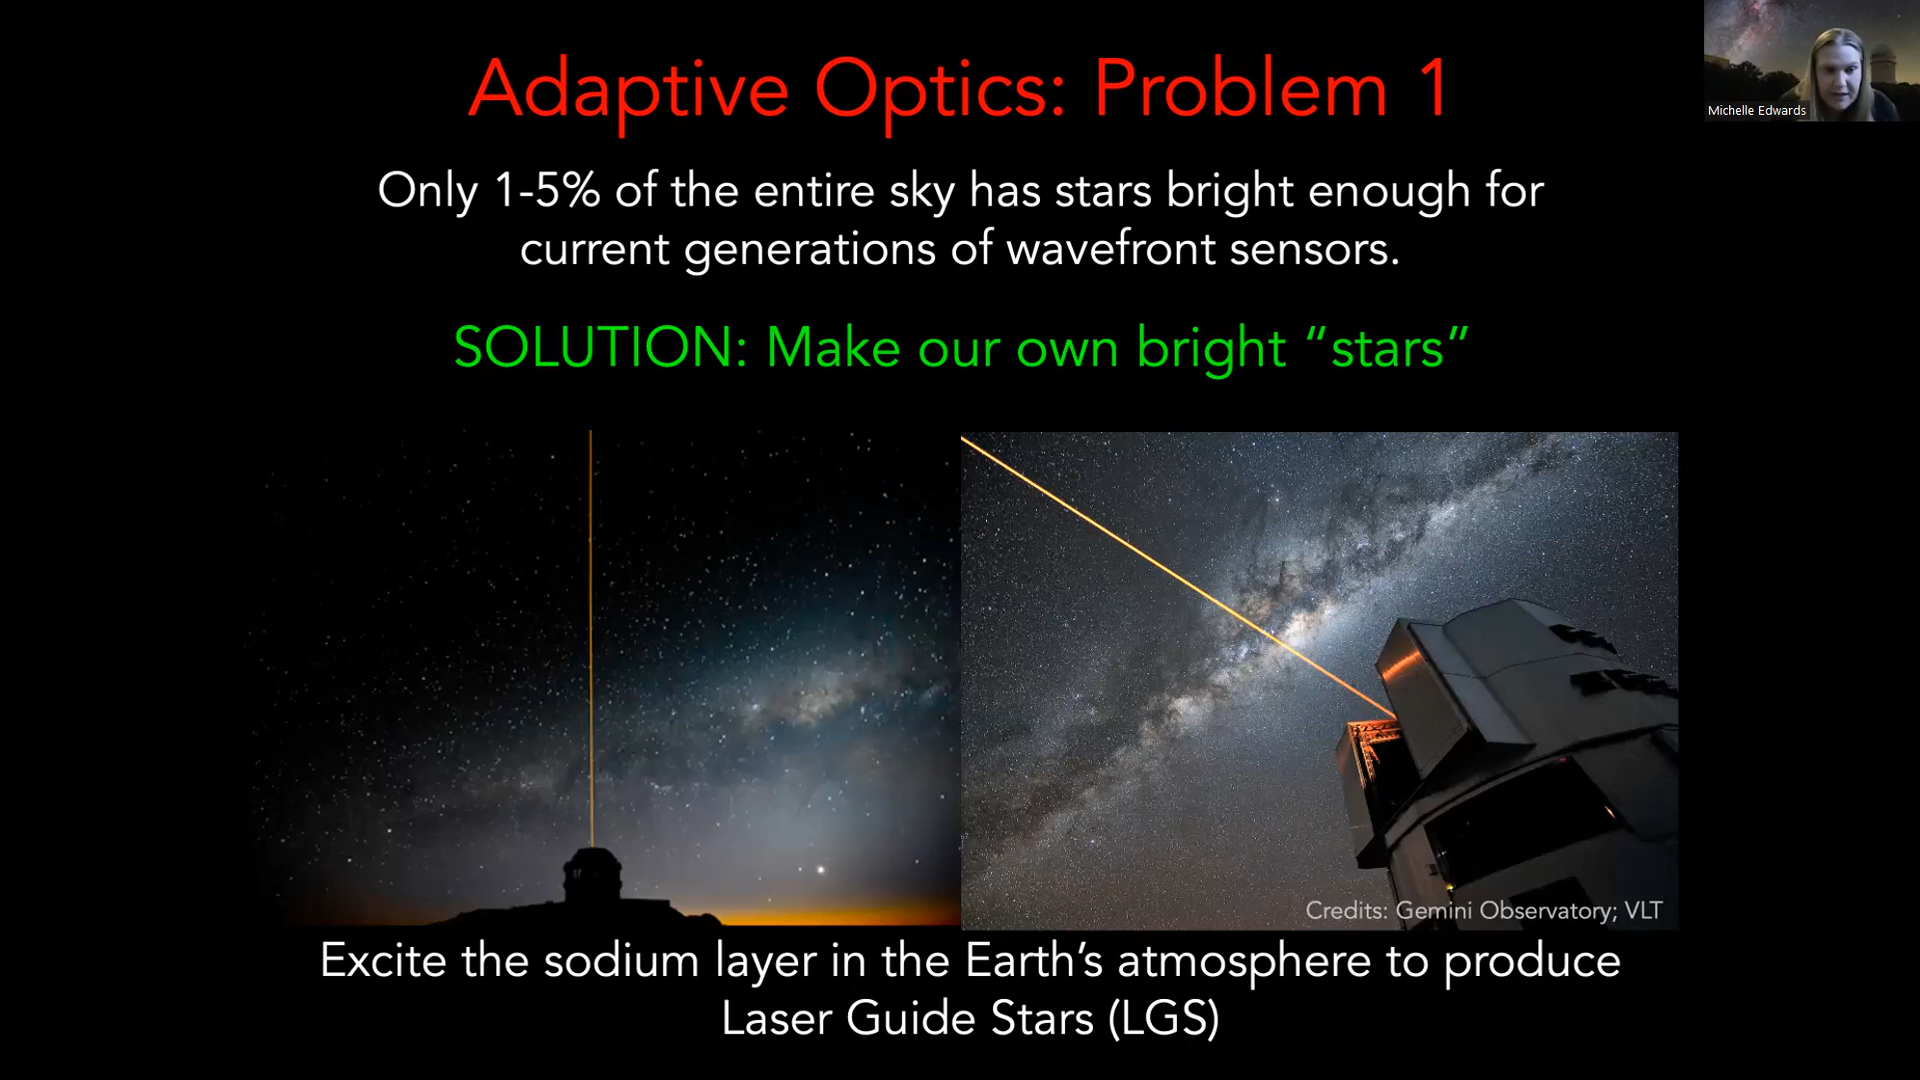 Adaptive Optics: Problem 1
Michelle Edwards
Only 1-5% of the entire sky has stars bright enough for
current generations of wavefront sensors.
SOLUTION: Make our own bright “stars”
Credits: Gemini Observatory; VLT
Excite the sodium layer in the Earth’s atmosphere to produce
Laser Guide Stars (LGS)